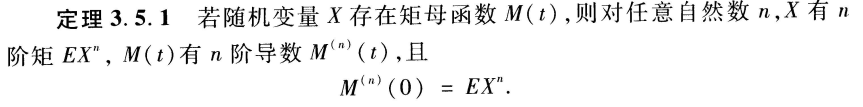 定理 3.5.1 若随机变量 X 存在矩母函数 M(t),则对任意自然数 n,X 有 n
阶矩 EXⁿ, M(t)有 n 阶导数 M⁽ⁿ⁾(t),且
M⁽ⁿ⁾(0) = EXⁿ.